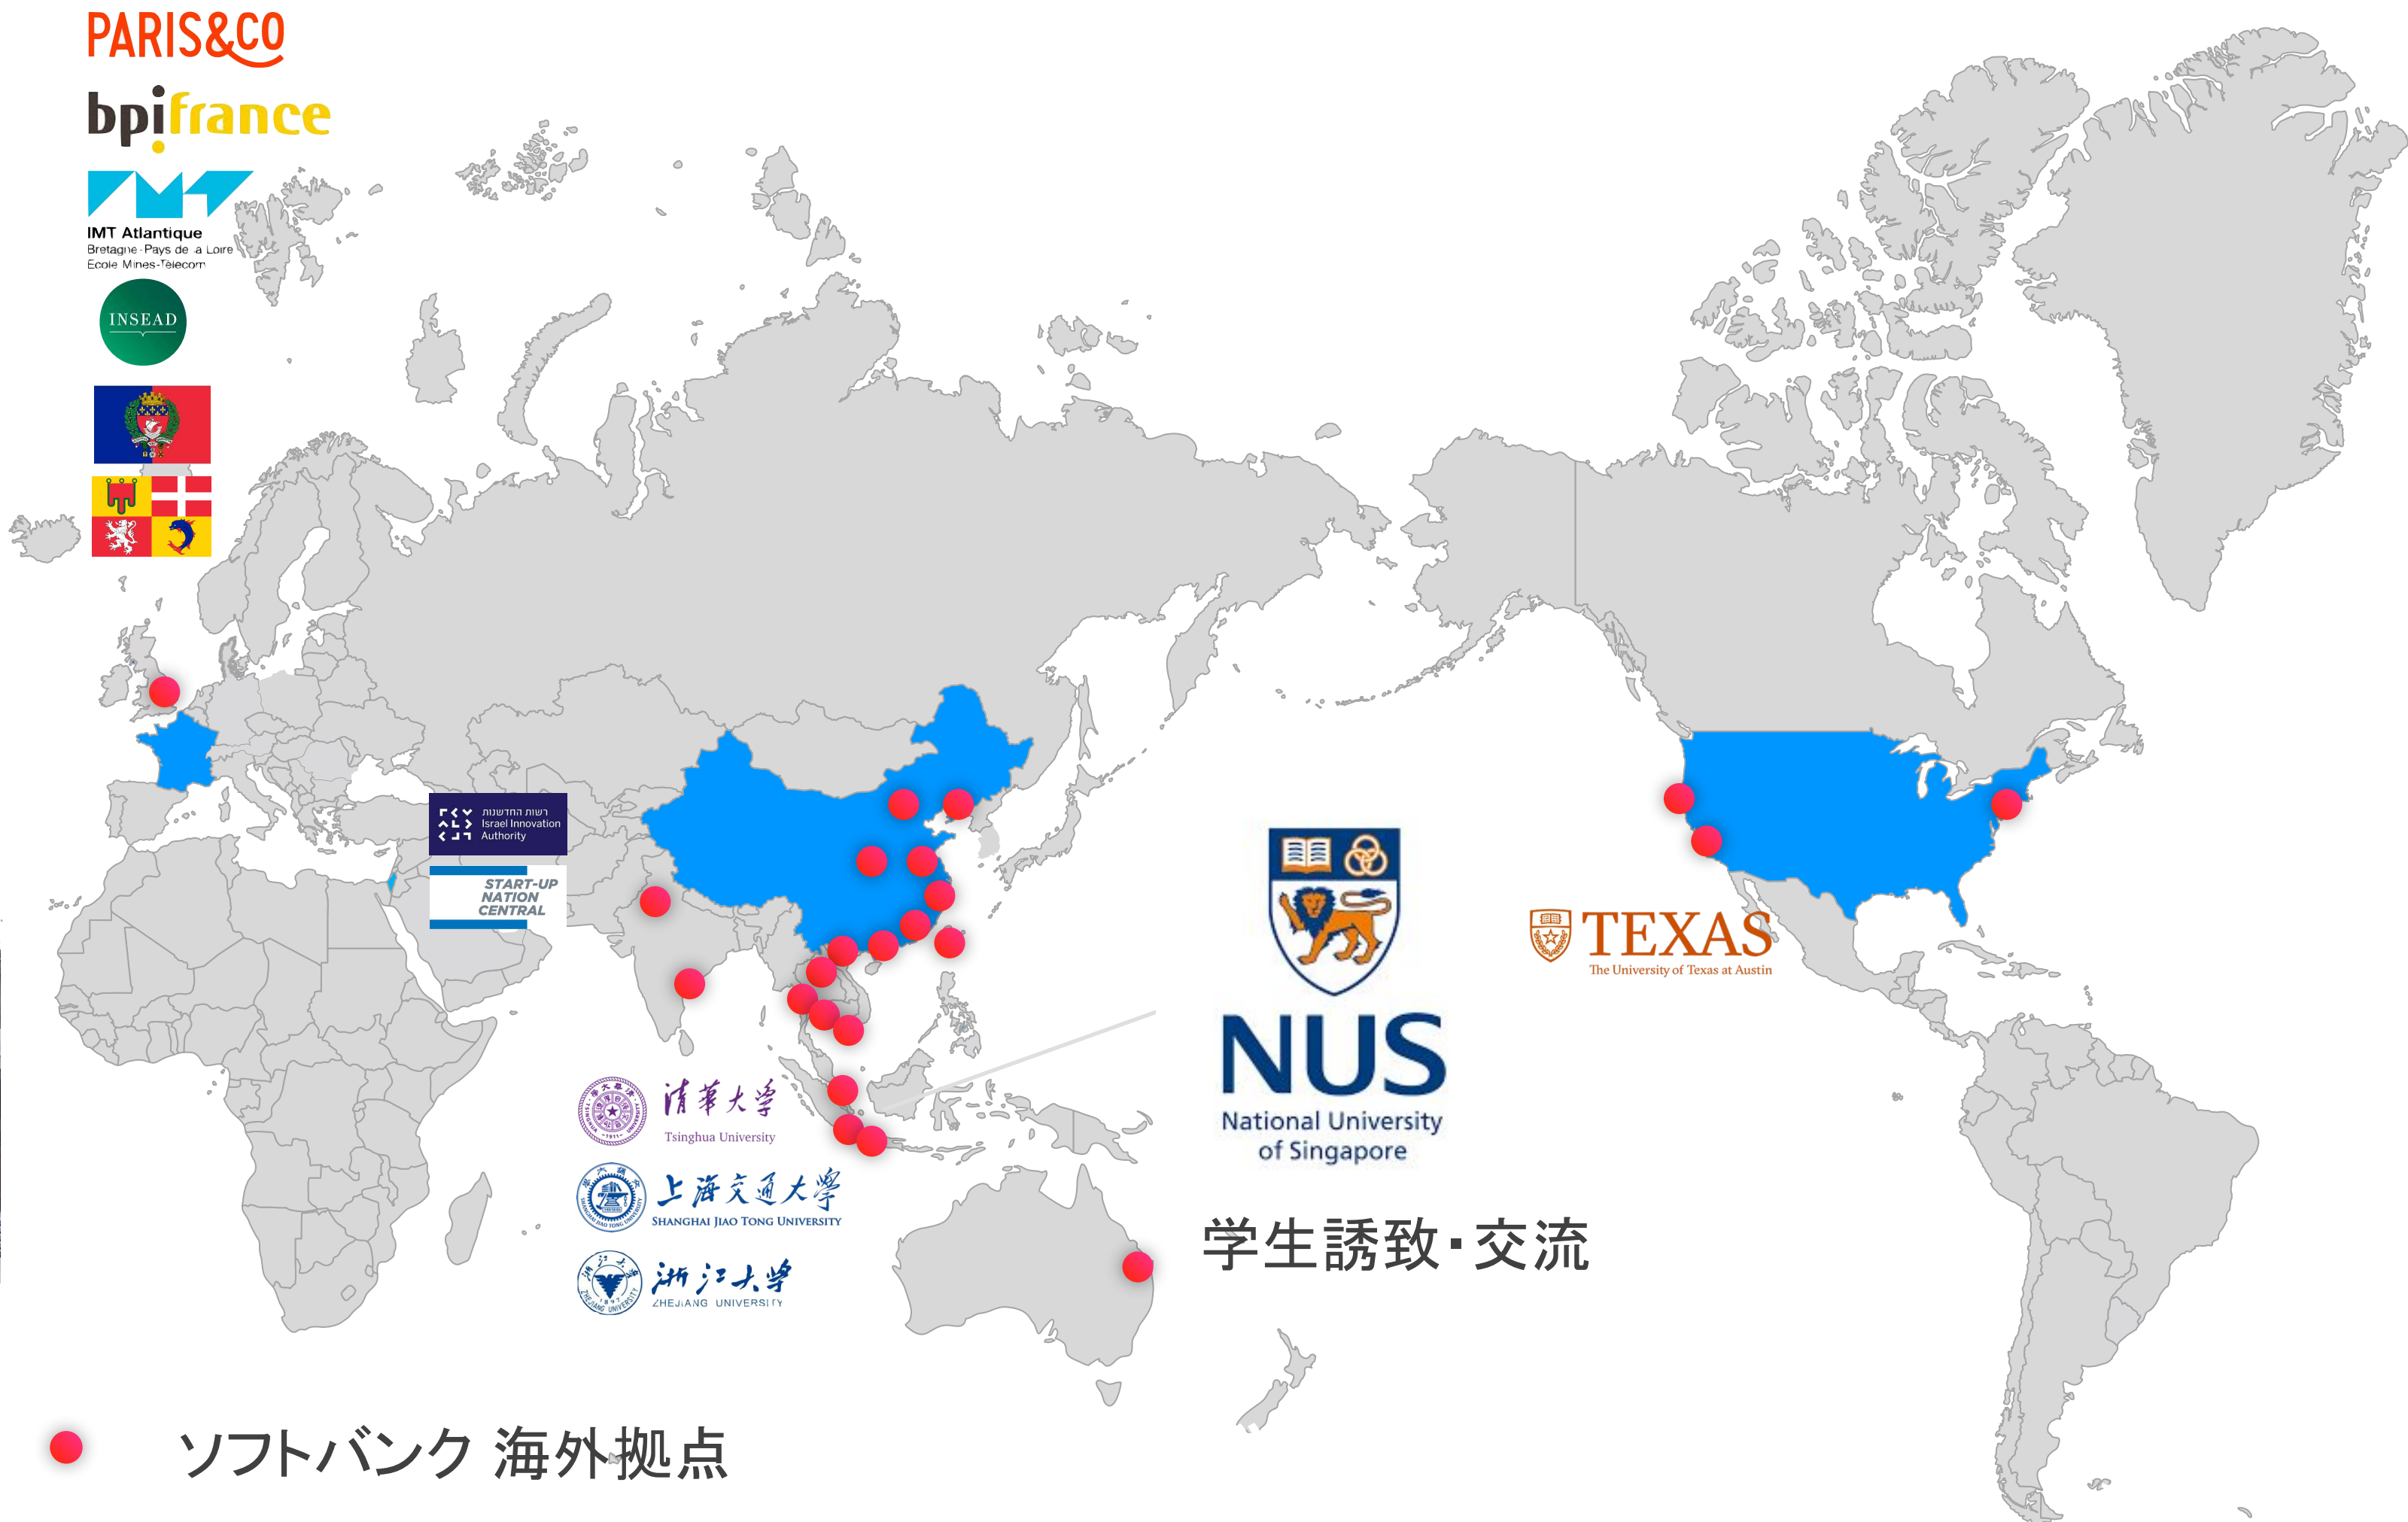 PARIS&CO
bpifrance
IMT Atlantique
Bretagne-Pays de la Loire
Ecole Mines-Télécom
INSEAD
רשות החדשנות
Israel Innovation
Authority
START-UP
NATION
CENTRAL
清華大学
Tsinghua University
上海交通大學
SHANGHAI JIAO TONG UNIVERSITY
浙江大学
ZHEJIANG UNIVERSITY
NUS
National University
of Singapore
学生誘致・交流
TEXAS
The University of Texas at Austin
ソフトバンク 海外拠点